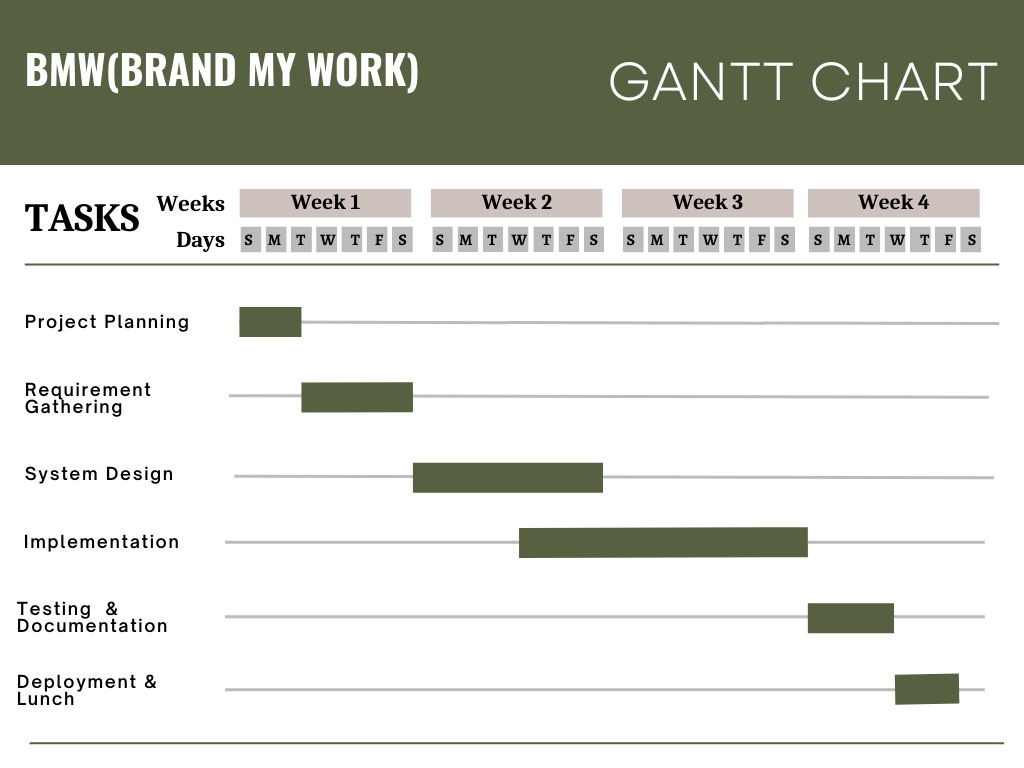 BMW(BRAND MY WORK)
GANTT CHART
TASKS
Weeks Week 1 Week 2 Week 3 Week 4
Days S M T W T F S S M T W T F S S M T W T F S S M T W T F S
Project Planning
Requirement
Gathering
System Design
Implementation
Testing &
Documentation
Deployment &
Lunch